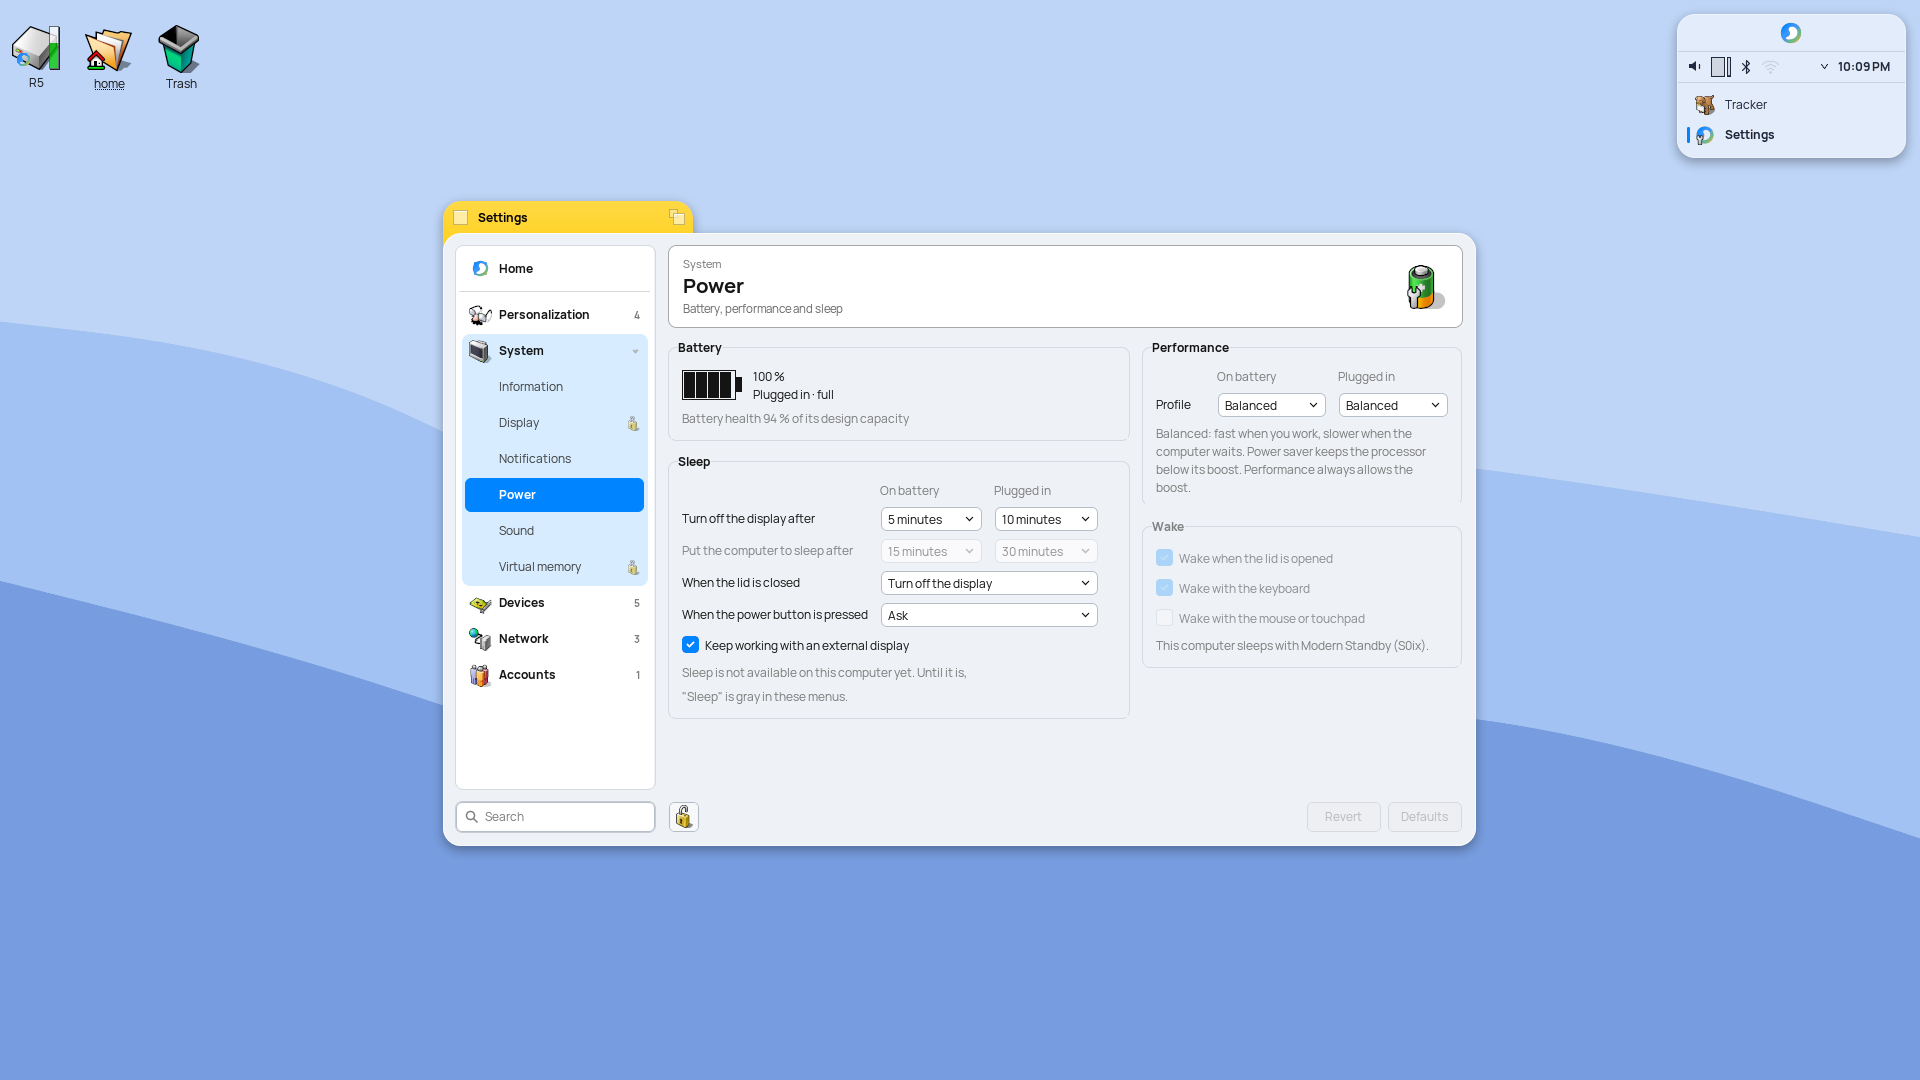 R5
home
Trash
10:09 PM
Tracker
Settings
Settings
Home
Personalization 4
System
Information
Display
Notifications
Power
Sound
Virtual memory
Devices 5
Network 3
Accounts 1
Search
System
Power
Battery, performance and sleep
Battery
100 %
Plugged in · full
Battery health 94 % of its design capacity
Sleep
On battery Plugged in
Turn off the display after 5 minutes 10 minutes
Put the computer to sleep after 15 minutes 30 minutes
When the lid is closed Turn off the display
When the power button is pressed Ask
Keep working with an external display
Sleep is not available on this computer yet. Until it is,
"Sleep" is gray in these menus.
Performance
On battery Plugged in
Profile Balanced Balanced
Balanced: fast when you work, slower when the
computer waits. Power saver keeps the processor
below its boost. Performance always allows the
boost.
Wake
Wake when the lid is opened
Wake with the keyboard
Wake with the mouse or touchpad
This computer sleeps with Modern Standby (S0ix).
Revert Defaults